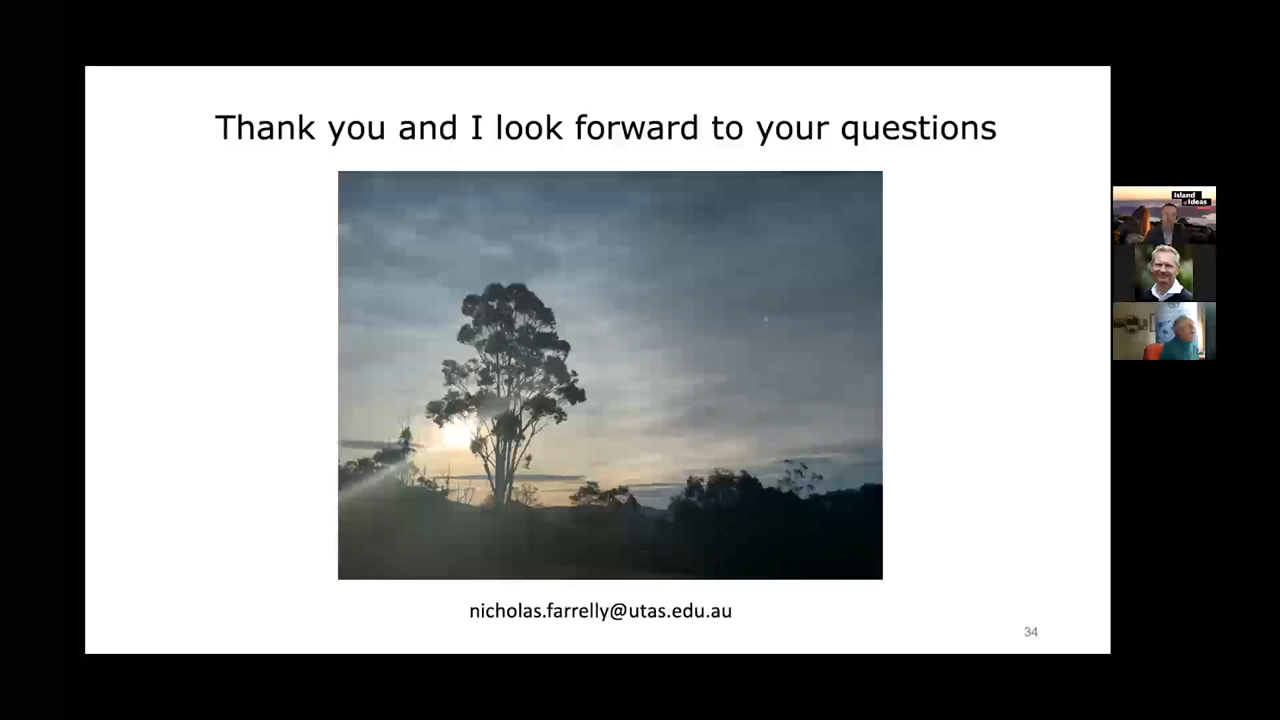 Thank you and I look forward to your questions
nicholas.farrelly@utas.edu.au
34
Island
of Ideas